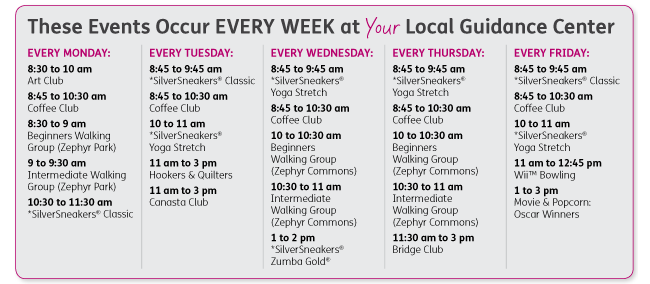 These Events Occur EVERY WEEK at Your Local Guidance Center
EVERY MONDAY:
8:30 to 10 am
Art Club
8:45 to 10:30 am
Coffee Club
8:30 to 9 am
Beginners Walking
Group (Zephyr Park)
9 to 9:30 am
Intermediate Walking
Group (Zephyr Park)
10:30 to 11:30 am
*SilverSneakers® Classic
EVERY TUESDAY:
8:45 to 9:45 am
*SilverSneakers® Classic
8:45 to 10:30 am
Coffee Club
10 to 11 am
*SilverSneakers®
Yoga Stretch
11 am to 3 pm
Hookers & Quilters
11 am to 3 pm
Canasta Club
EVERY WEDNESDAY:
8:45 to 9:45 am
*SilverSneakers®
Yoga Stretch
8:45 to 10:30 am
Coffee Club
10 to 10:30 am
Beginners
Walking Group
(Zephyr Commons)
10:30 to 11 am
Intermediate
Walking Group
(Zephyr Commons)
1 to 2 pm
*SilverSneakers®
Zumba Gold®
EVERY THURSDAY:
8:45 to 9:45 am
*SilverSneakers®
Yoga Stretch
8:45 to 10:30 am
Coffee Club
10 to 10:30 am
Beginners
Walking Group
(Zephyr Commons)
10:30 to 11 am
Intermediate
Walking Group
(Zephyr Commons)
11:30 am to 3 pm
Bridge Club
EVERY FRIDAY:
8:45 to 9:45 am
*SilverSneakers® Classic
8:45 to 10:30 am
Coffee Club
10 to 11 am
*SilverSneakers®
Yoga Stretch
11 am to 12:45 pm
Wii™ Bowling
1 to 3 pm
Movie & Popcorn:
Oscar Winners